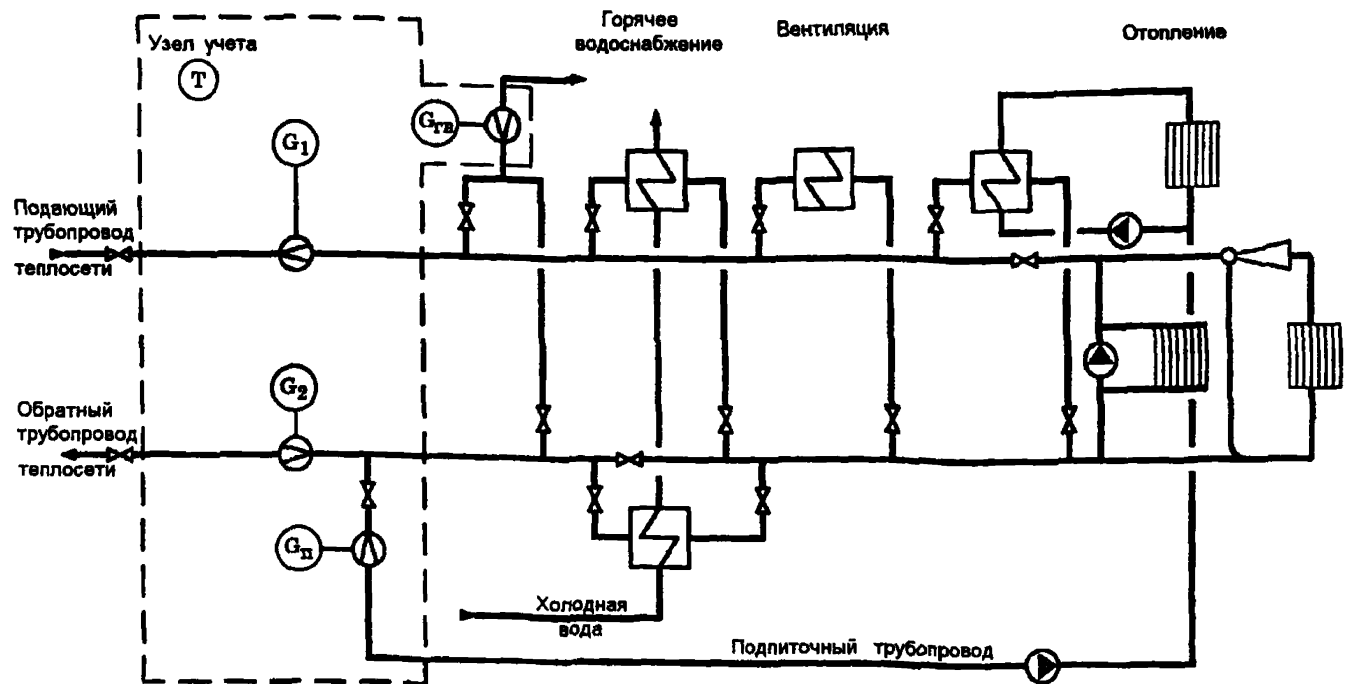 Узел учета
T
Горячее
водоснабжение
Вентиляция
Отопление
Gгв
G1
Подающий
трубопровод
теплосети
G2
Обратный
трубопровод
теплосети
Gп
Холодная
вода
Подпиточный трубопровод